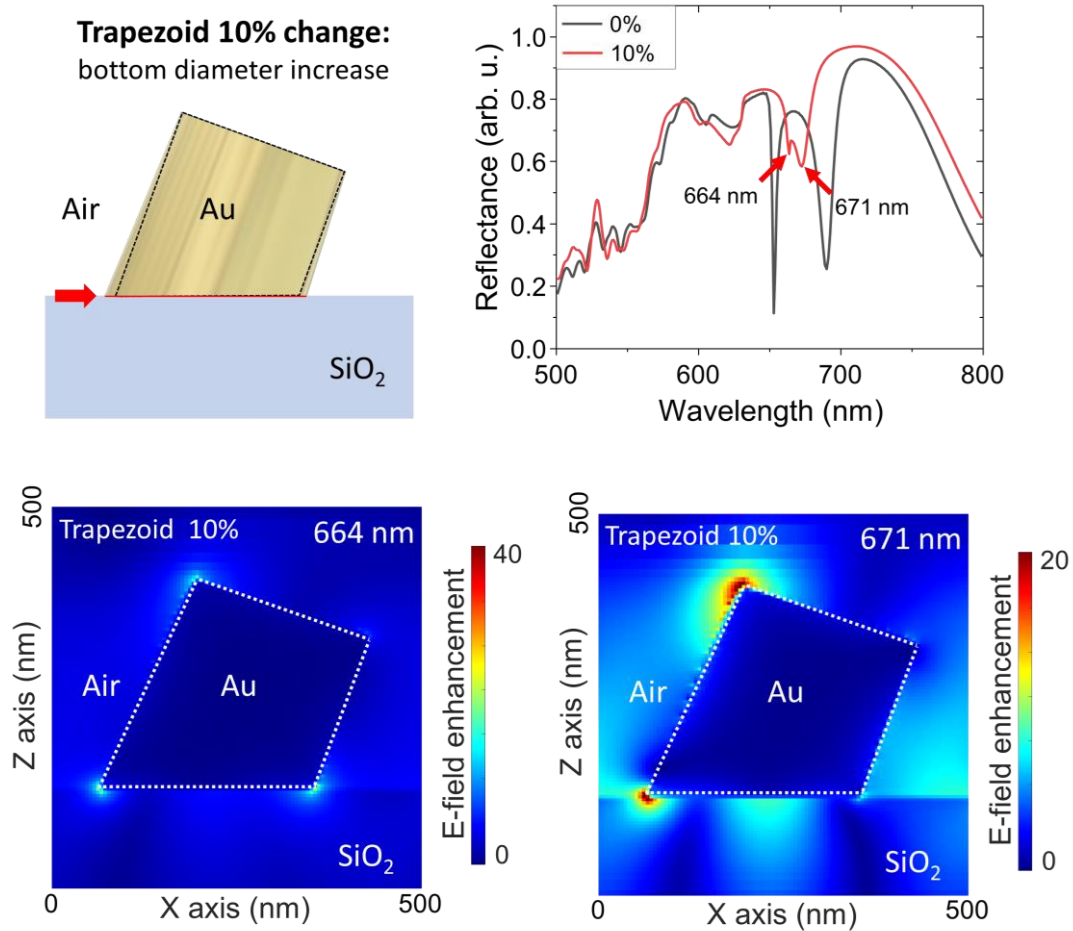 Trapezoid 10% change:
bottom diameter increase
Air
Au
SiO₂
Reflectance (arb. u.)
1.0
0.8
0.6
0.4
0.2
0.0
0%
10%
664 nm
671 nm
500
600
700
800
Wavelength (nm)
500
Z axis (nm)
Trapezoid 10%
664 nm
Air
Au
SiO₂
0
X axis (nm)
500
E-field enhancement
40
0
500
Z axis (nm)
Trapezoid 10%
671 nm
Air
Au
SiO₂
0
X axis (nm)
500
E-field enhancement
20
0